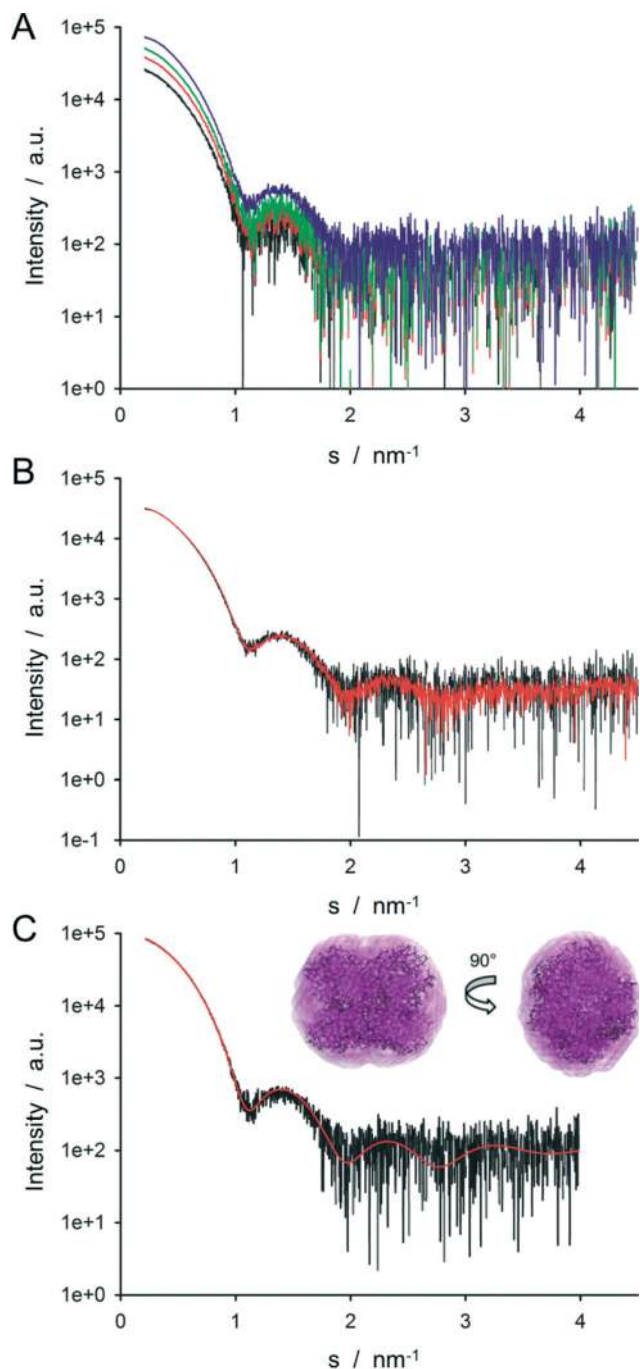 A
Intensity / a.u.
1e+5
1e+4
1e+3
1e+2
1e+1
1e+0
0 1 2 3 4
s / nm⁻¹
B
Intensity / a.u.
1e+5
1e+4
1e+3
1e+2
1e+1
1e+0
1e-1
0 1 2 3 4
s / nm⁻¹
C
Intensity / a.u.
1e+5
1e+4
1e+3
1e+2
1e+1
1e+0
90°
0 1 2 3 4
s / nm⁻¹